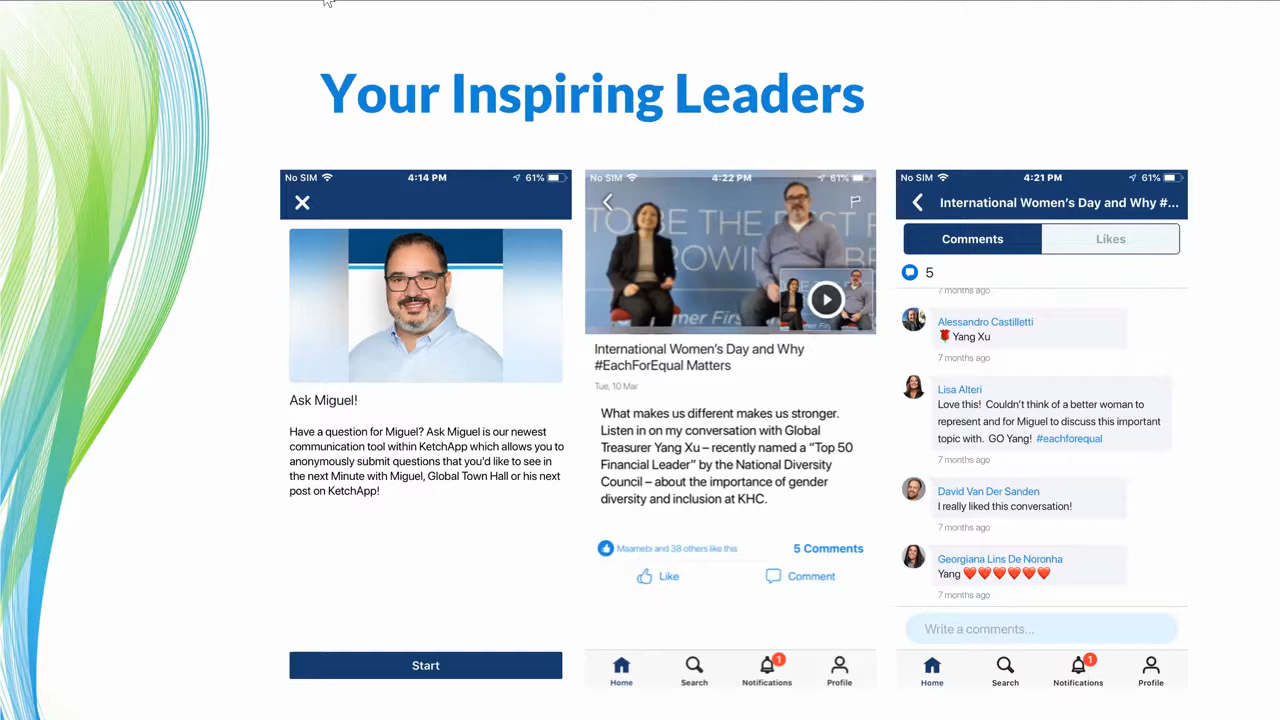 Your Inspiring Leaders
No SIM 4:14 PM 61%
Ask Miguel!
Have a question for Miguel? Ask Miguel is our newest
communication tool within KetchApp which allows you to
anonymously submit questions that you'd like to see in
the next Minute with Miguel, Global Town Hall or his next
post on KetchApp!
Start
No SIM 4:22 PM 61%
TO BE THE BEST
International Women's Day and Why
#EachForEqual Matters
Tue, 10 Mar
What makes us different makes us stronger.
Listen in on my conversation with Global
Treasurer Yang Xu – recently named a "Top 50
Financial Leader" by the National Diversity
Council – about the importance of gender
diversity and inclusion at KHC.
Maamebi and 38 others like this 5 Comments
Like Comment
Home Search Notifications 1 Profile
No SIM 4:21 PM 61%
International Women's Day and Why #...
Comments Likes
5
7 months ago
Alessandro Castilletti
🌹 Yang Xu
7 months ago
Lisa Alteri
Love this! Couldn't think of a better woman to
represent and for Miguel to discuss this important
topic with. GO Yang! #eachforequal
7 months ago
David Van Der Sanden
I really liked this conversation!
7 months ago
Georgiana Lins De Noronha
Yang ❤️❤️❤️❤️❤️❤️
7 months ago
Write a comments...
Home Search Notifications 1 Profile